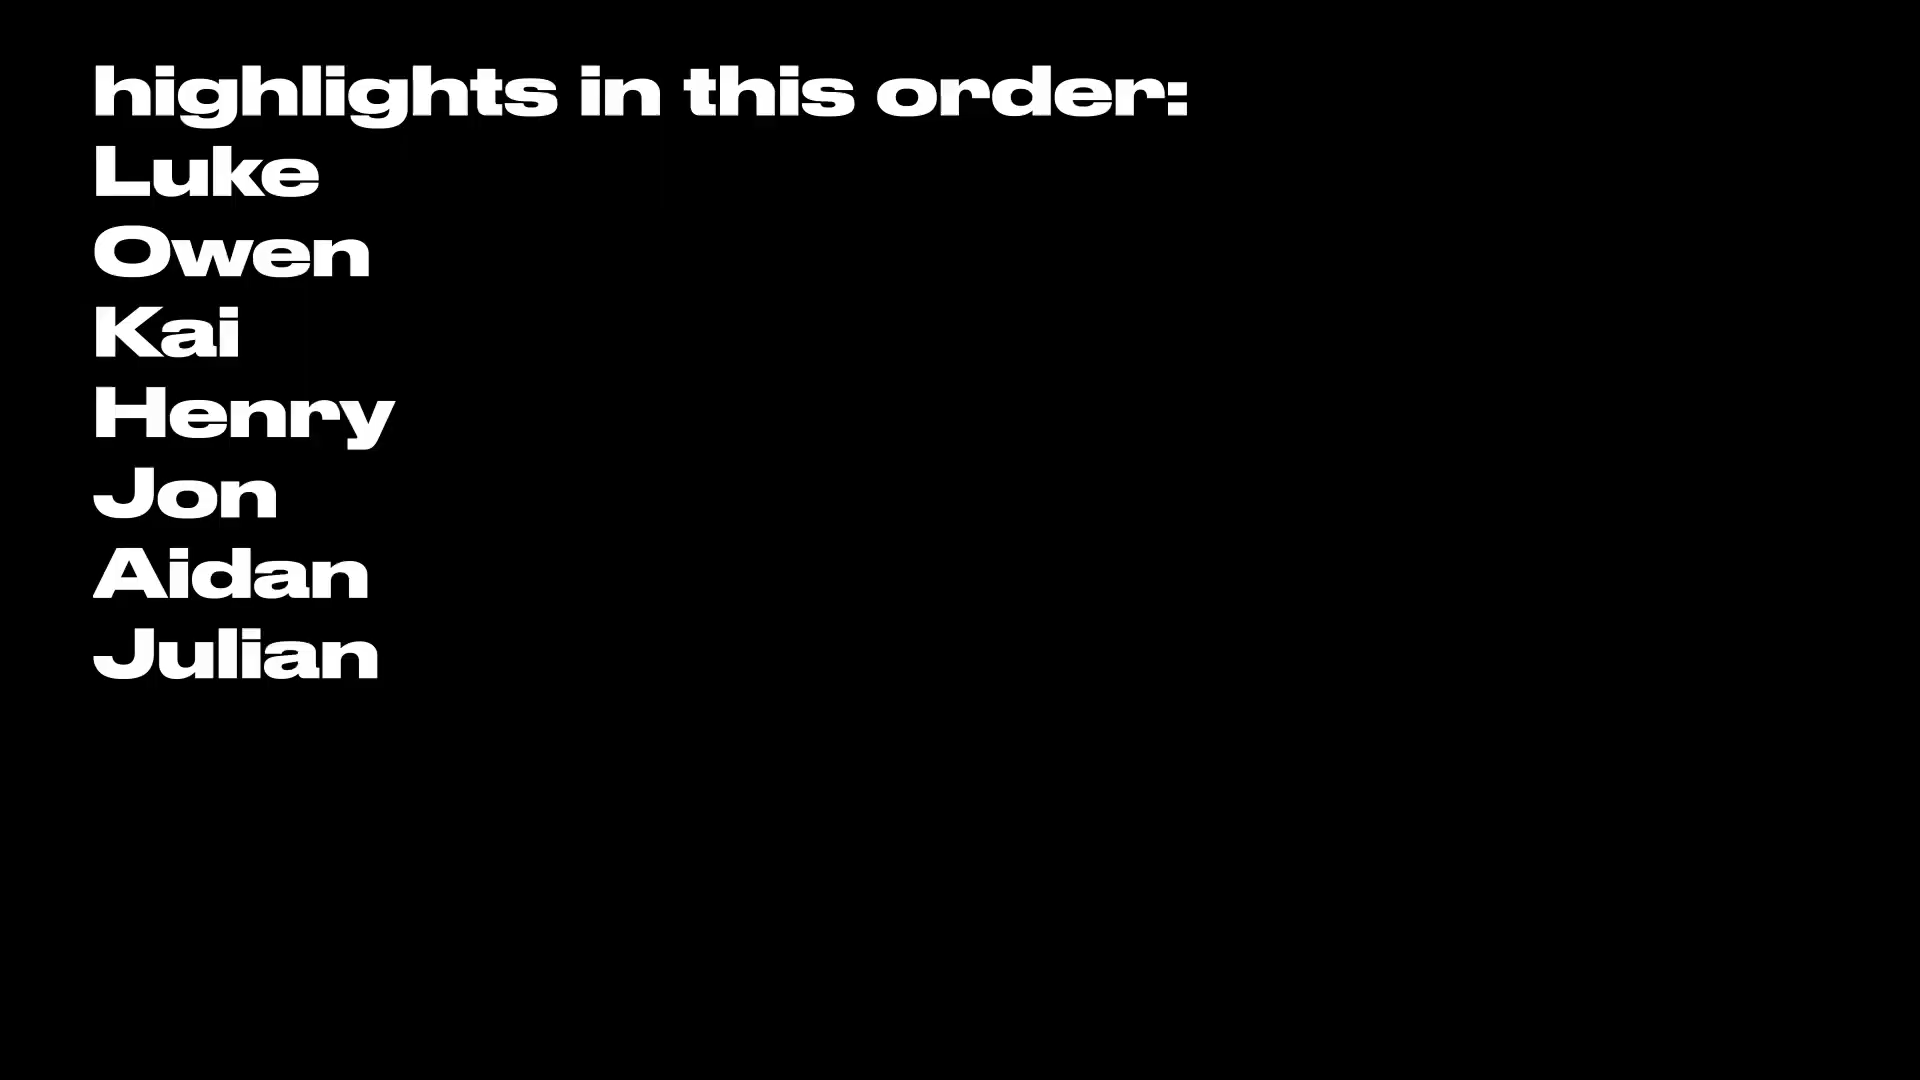 highlights in this order:
Luke
Owen
Kai
Henry
Jon
Aidan
Julian